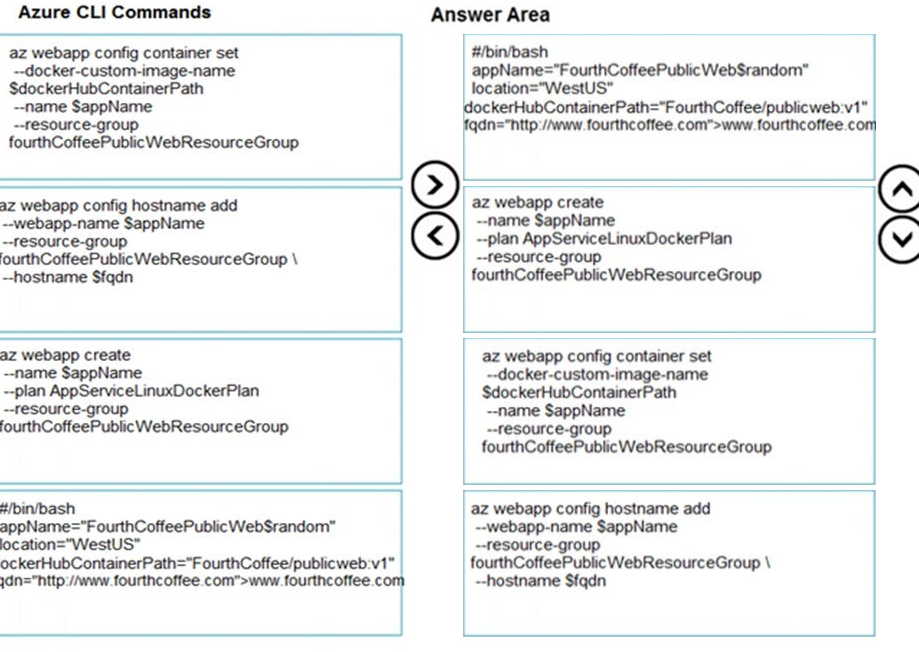 Azure CLI Commands
az webapp config container set
--docker-custom-image-name
$dockerHubContainerPath
--name $appName
--resource-group
fourthCoffeePublicWebResourceGroup
az webapp config hostname add
--webapp-name $appName
--resource-group
fourthCoffeePublicWebResourceGroup \
--hostname $fqdn
az webapp create
--name $appName
--plan AppServiceLinuxDockerPlan
--resource-group
fourthCoffeePublicWebResourceGroup
#/bin/bash
appName="FourthCoffeePublicWeb$random"
location="WestUS"
ockerHubContainerPath="FourthCoffee/publicweb:v1"
qdn="http://www.fourthcoffee.com">www.fourthcoffee.com
Answer Area
#/bin/bash
appName="FourthCoffeePublicWeb$random"
location="WestUS"
dockerHubContainerPath="FourthCoffee/publicweb:v1"
fqdn="http://www.fourthcoffee.com">www.fourthcoffee.com
az webapp create
--name $appName
--plan AppServiceLinuxDockerPlan
--resource-group
fourthCoffeePublicWebResourceGroup
az webapp config container set
--docker-custom-image-name
$dockerHubContainerPath
--name $appName
--resource-group
fourthCoffeePublicWebResourceGroup
az webapp config hostname add
--webapp-name $appName
--resource-group
fourthCoffeePublicWebResourceGroup \
--hostname $fqdn